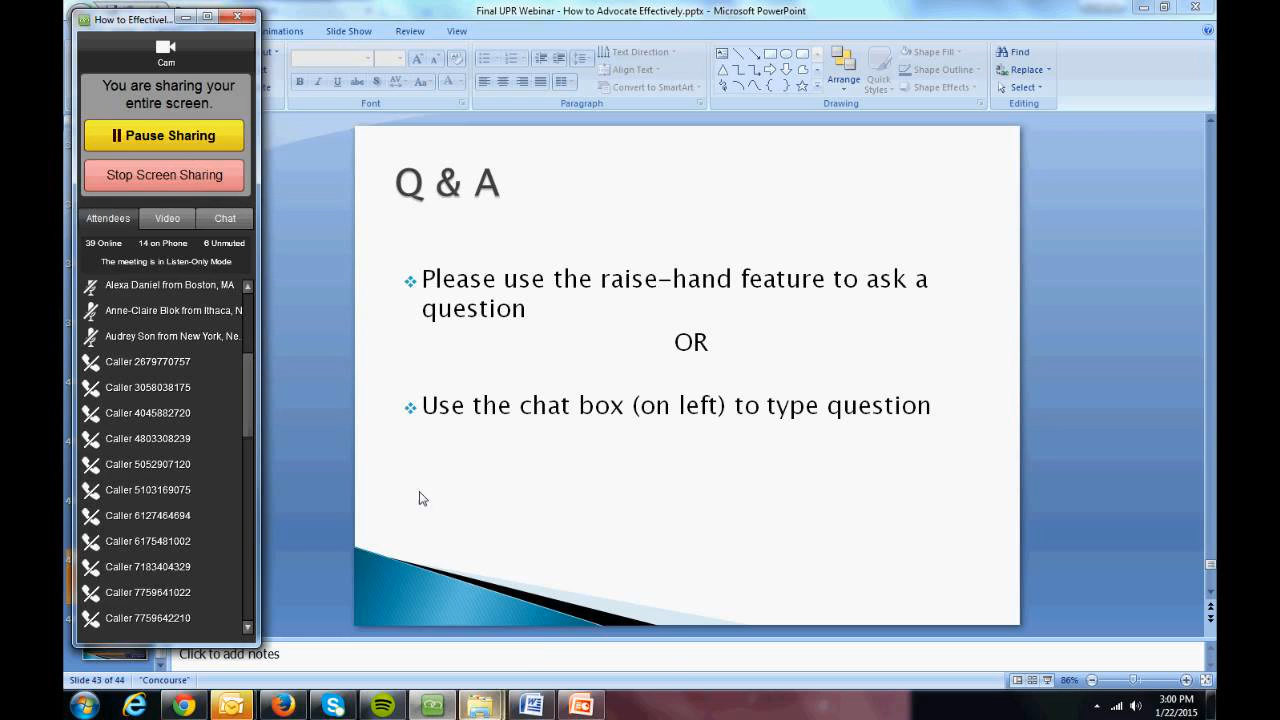 How to Effectivel...
Final UPR Webinar - How to Advocate Effectively.pptx - Microsoft PowerPoint
Slide Show
Review
View
Cam
You are sharing your
entire screen.
Pause Sharing
Stop Screen Sharing
Attendees
Video
Chat
39 Online
14 on Phone
6 Unmuted
The meeting is in Listen-Only Mode
Alexa Daniel from Boston, MA
Anne-Claire Blok from Ithaca, N
Audrey Son from New York, Ne...
Caller 2679770757
Caller 3058038175
Caller 4045882720
Caller 4803308239
Caller 5052907120
Caller 5103169075
Caller 6127464694
Caller 6175481002
Caller 7183404329
Caller 7759641022
Caller 7759642210
Text Direction
Align Text
Convert to SmartArt
Font
Paragraph
Arrange
Quick
Styles
Shape Fill
Shape Outline
Shape Effects
Drawing
Find
Replace
Select
Editing
Q & A
Please use the raise-hand feature to ask a
question
OR
Use the chat box (on left) to type question
Click to add notes
Slide 43 of 44
"Concourse"
86%
3:00 PM
1/22/2015